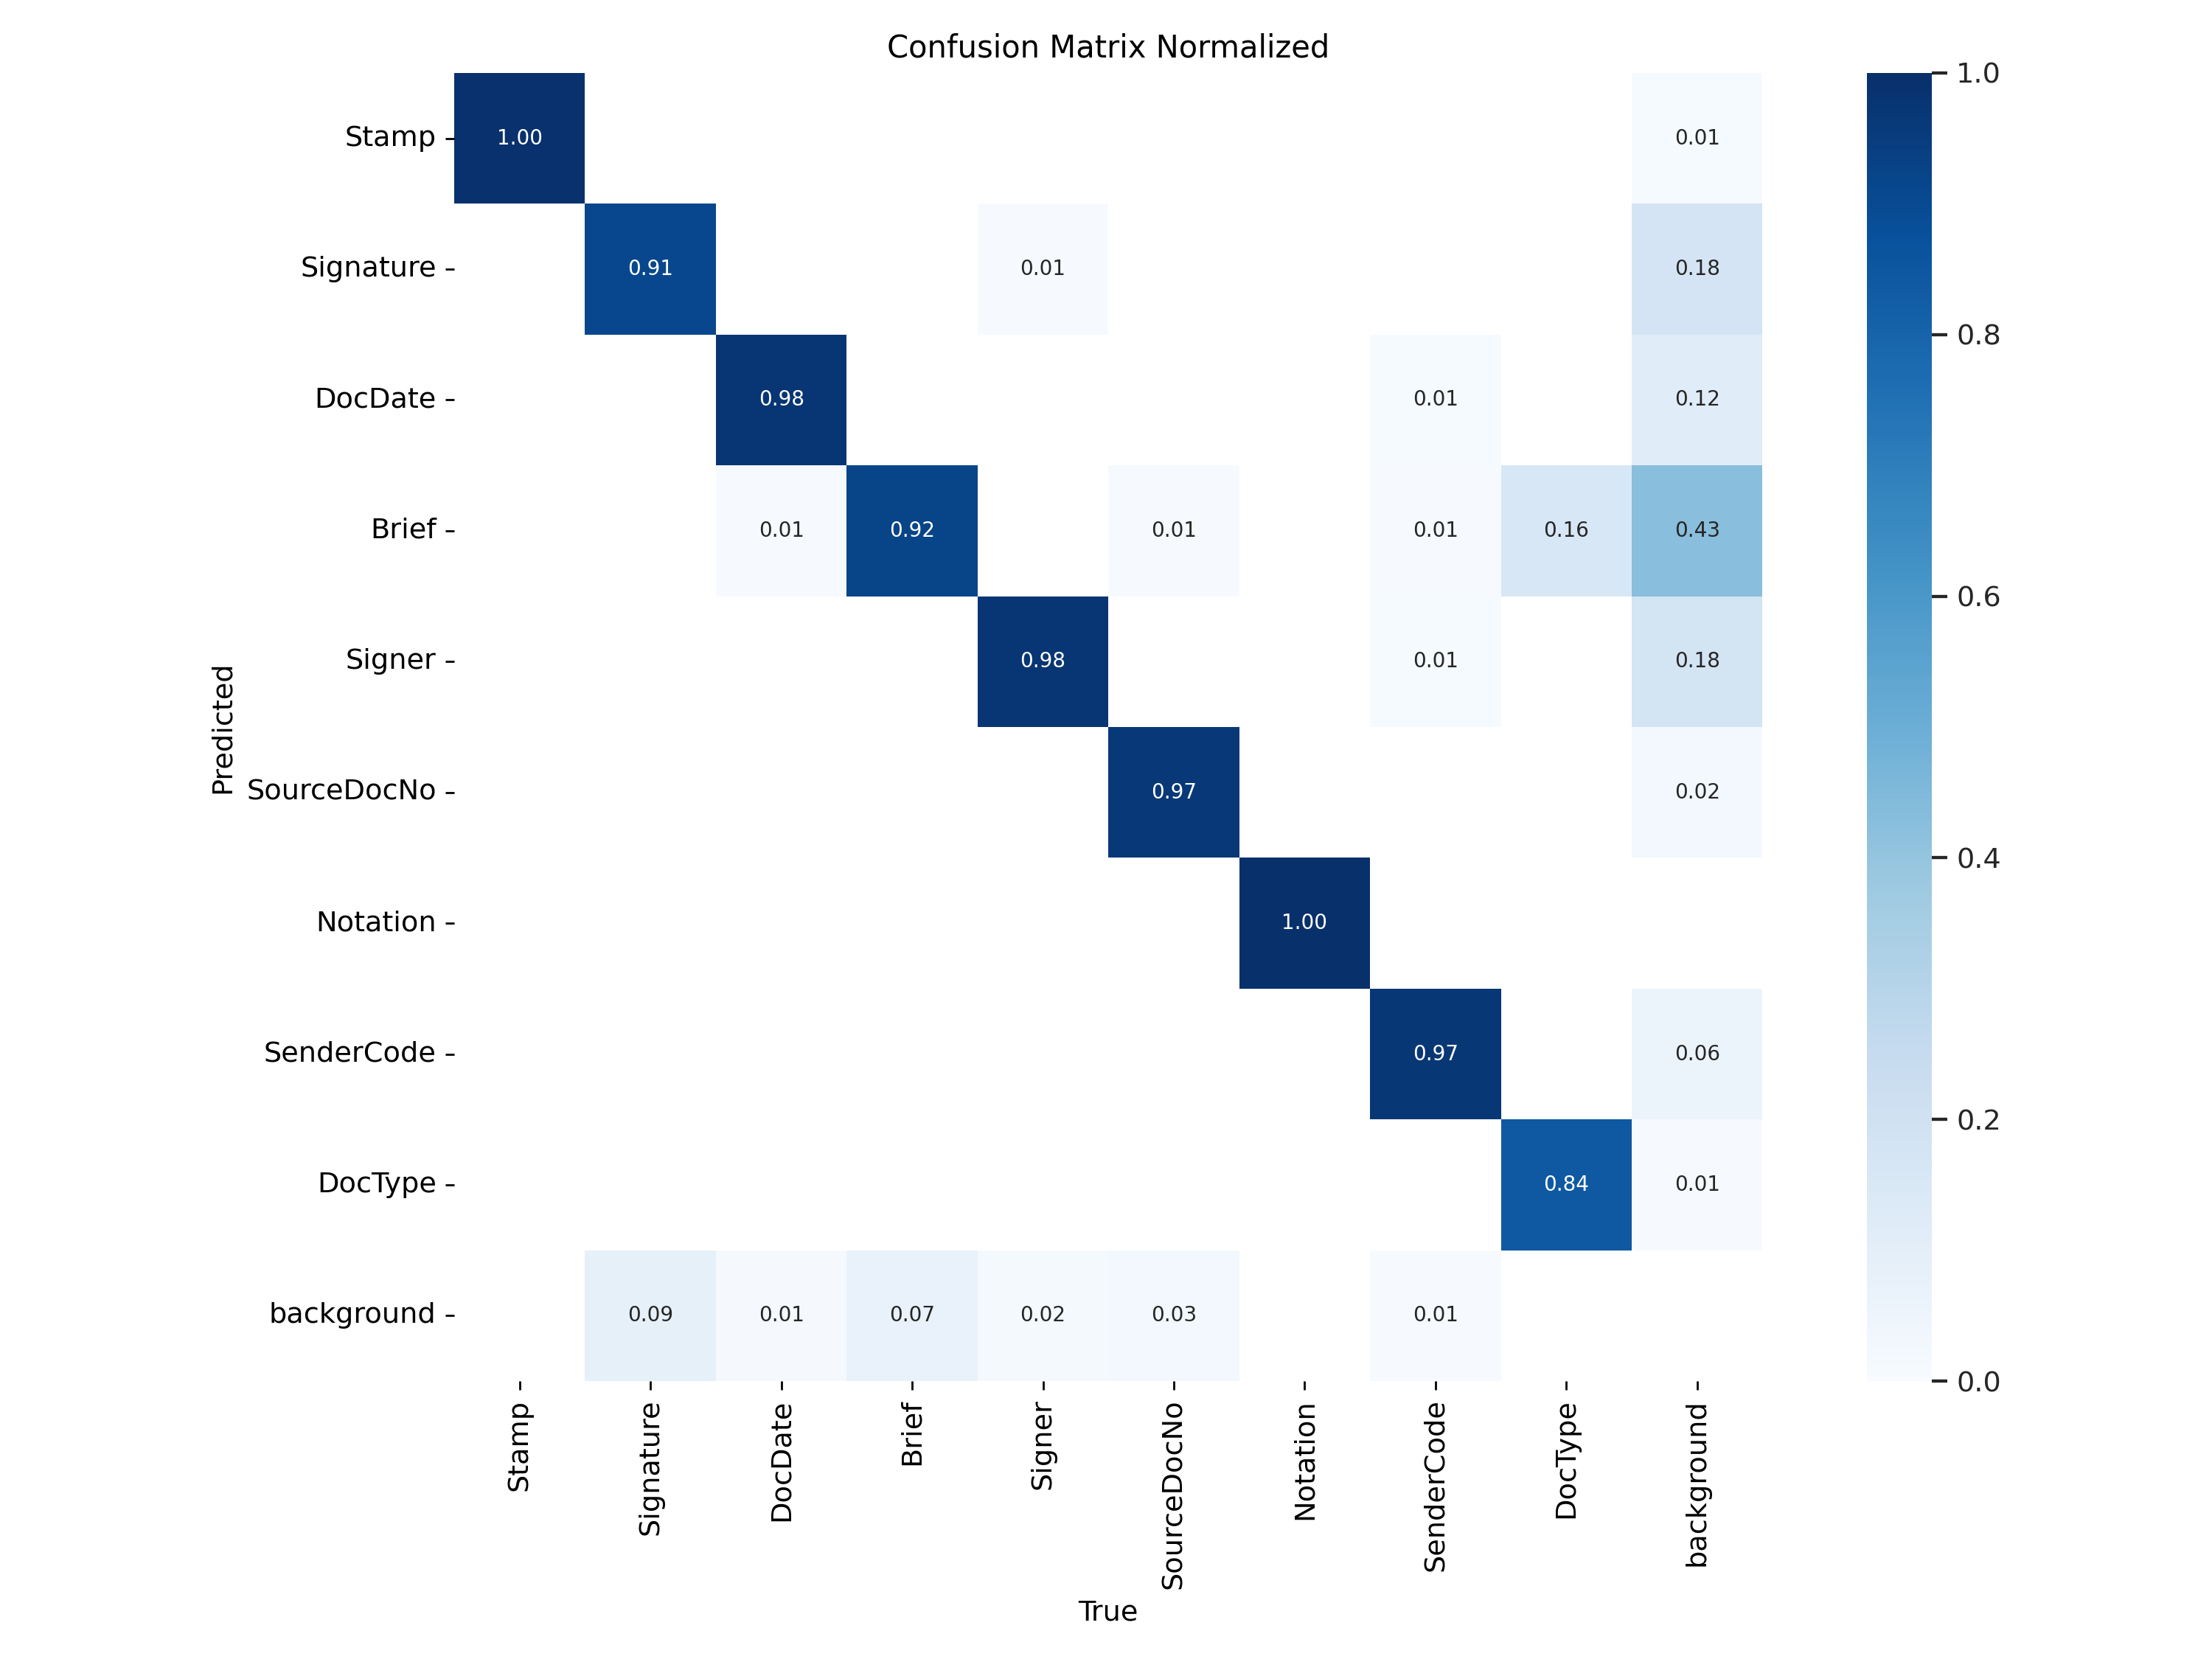 Confusion Matrix Normalized
Stamp 1.00 0.01 1.0
Signature 0.91 0.01 0.18
0.8
DocDate 0.98 0.01 0.12
Brief 0.01 0.92 0.01 0.01 0.16 0.43
0.6
Signer 0.98 0.01 0.18
Predicted
SourceDocNo 0.97 0.02
0.4
Notation 1.00
SenderCode 0.97 0.06
0.2
DocType 0.84 0.01
background 0.09 0.01 0.07 0.02 0.03 0.01
0.0
Stamp Signature DocDate Brief Signer SourceDocNo Notation SenderCode DocType background
True